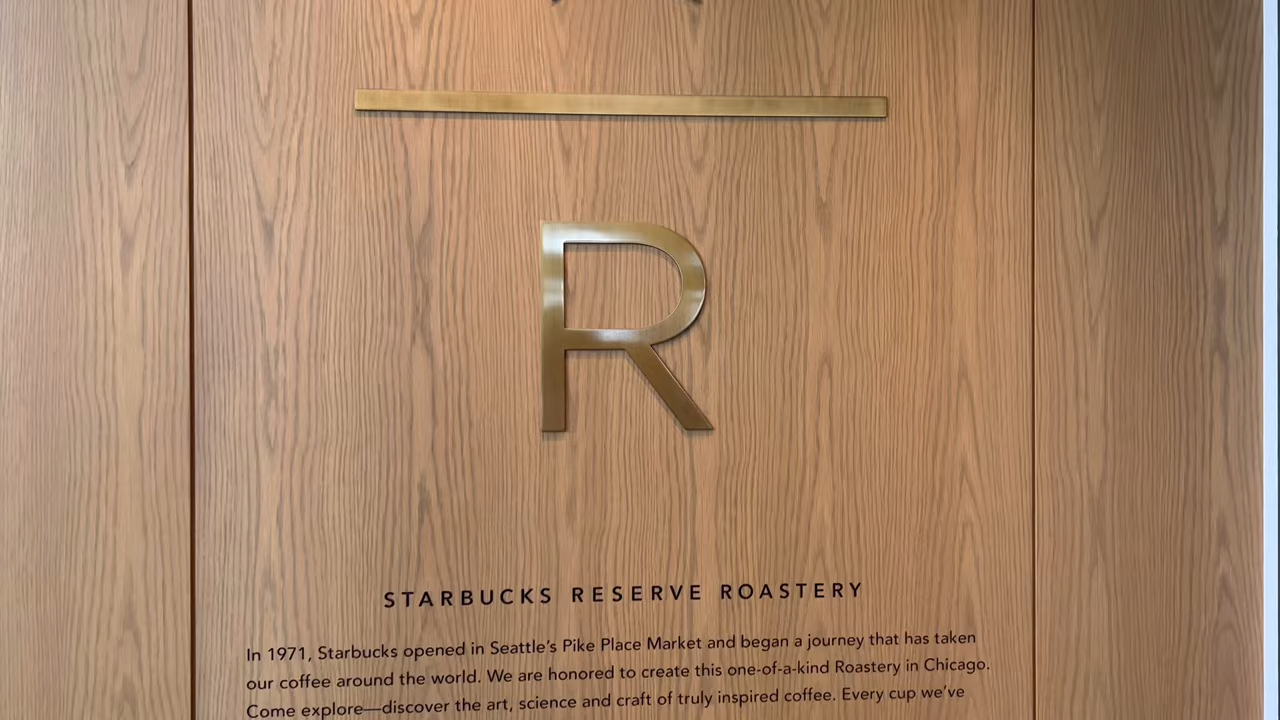 R
STARBUCKS RESERVE ROASTERY
In 1971, Starbucks opened in Seattle's Pike Place Market and began a journey that has taken
our coffee around the world. We are honored to create this one-of-a-kind Roastery in Chicago.
Come explore—discover the art, science and craft of truly inspired coffee. Every cup we've